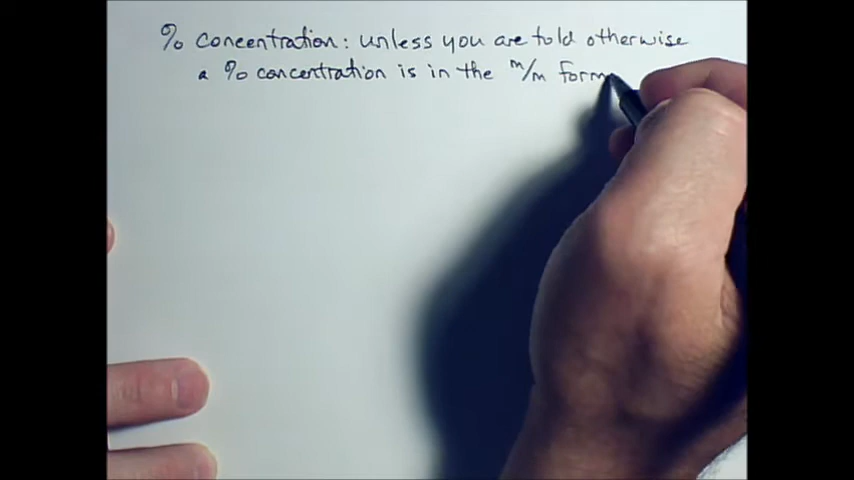 % concentration: unless you are told otherwise
a % concentration is in the m/m form